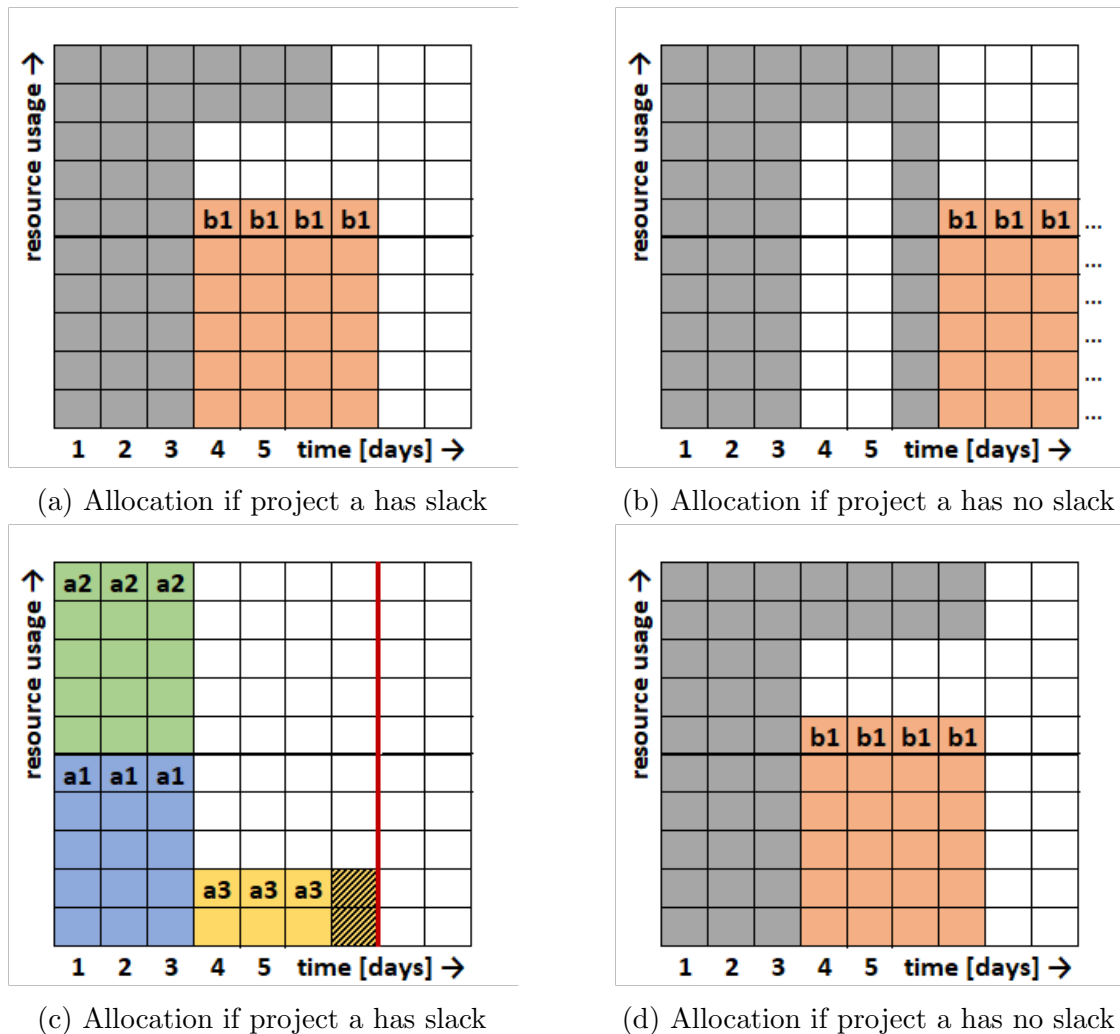 resource usage →
b1 b1 b1 b1
1 2 3 4 5 time [days] →
(a) Allocation if project a has slack
resource usage →
b1 b1 b1 ...
...
...
...
...
...
1 2 3 4 5 time [days] →
(b) Allocation if project a has no slack
resource usage →
a2 a2 a2
a1 a1 a1
a3 a3 a3
1 2 3 4 5 time [days] →
(c) Allocation if project a has slack
resource usage →
b1 b1 b1 b1
1 2 3 4 5 time [days] →
(d) Allocation if project a has no slack